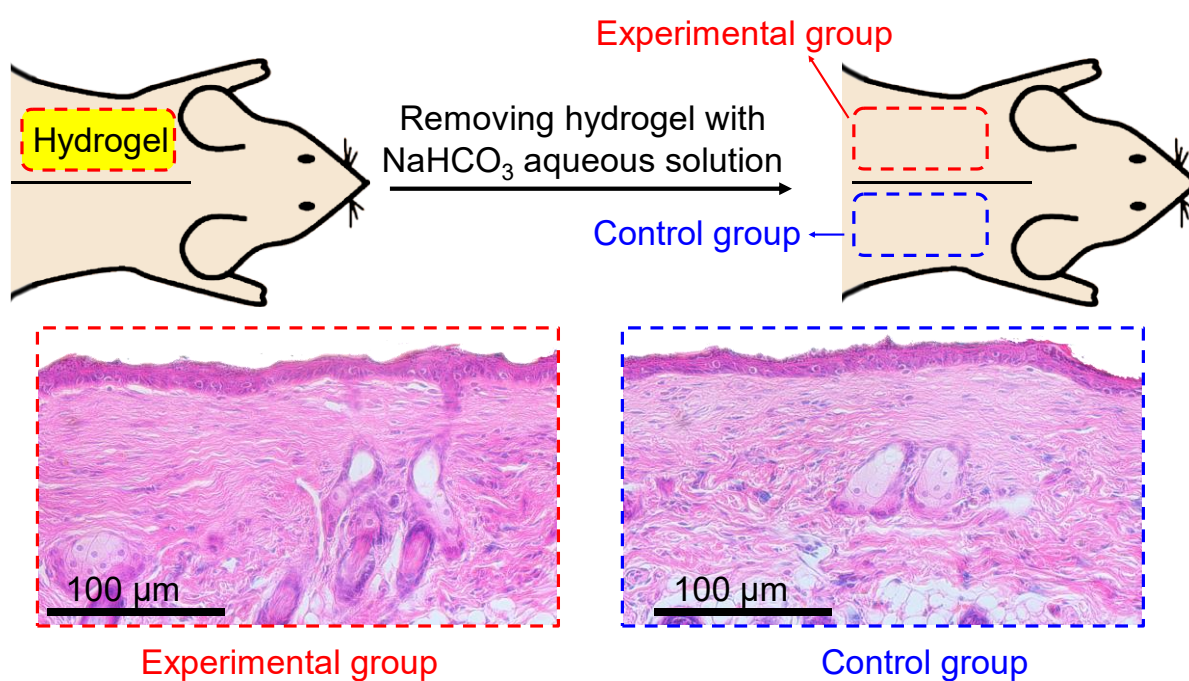 Experimental group
Hydrogel
Removing hydrogel with
NaHCO₃ aqueous solution
Control group
100 μm
100 μm
Experimental group
Control group